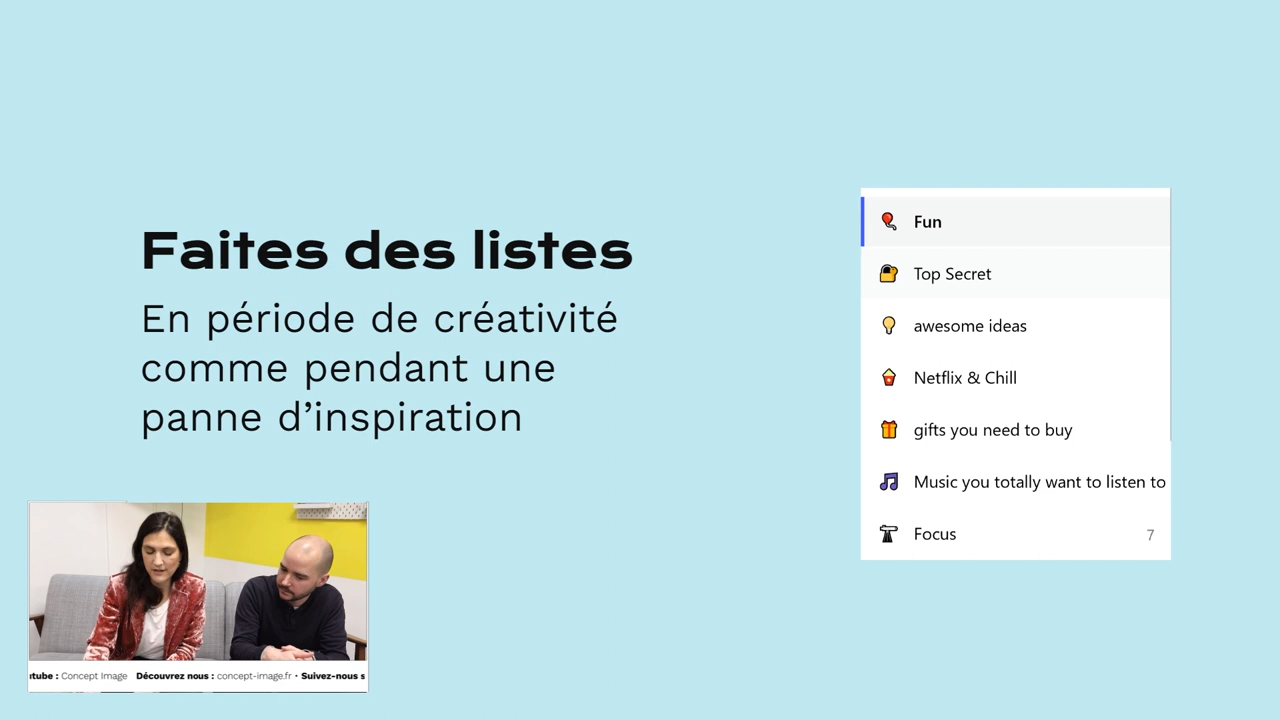 Faites des listes
En période de créativité
comme pendant une
panne d’inspiration
Fun
Top Secret
awesome ideas
Netflix & Chill
gifts you need to buy
Music you totally want to listen to
Focus 7
utube : Concept Image Découvrez nous : concept-image.fr · Suivez-nous s